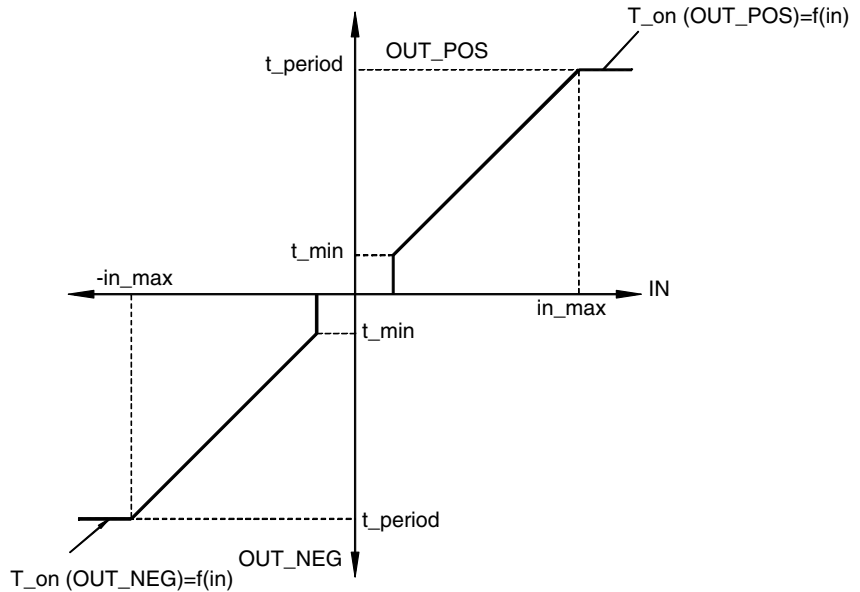 T_on (OUT_POS)=f(in)
OUT_POS
t_period
t_min
-in_max
IN
in_max
t_min
t_period
OUT_NEG
T_on (OUT_NEG)=f(in)